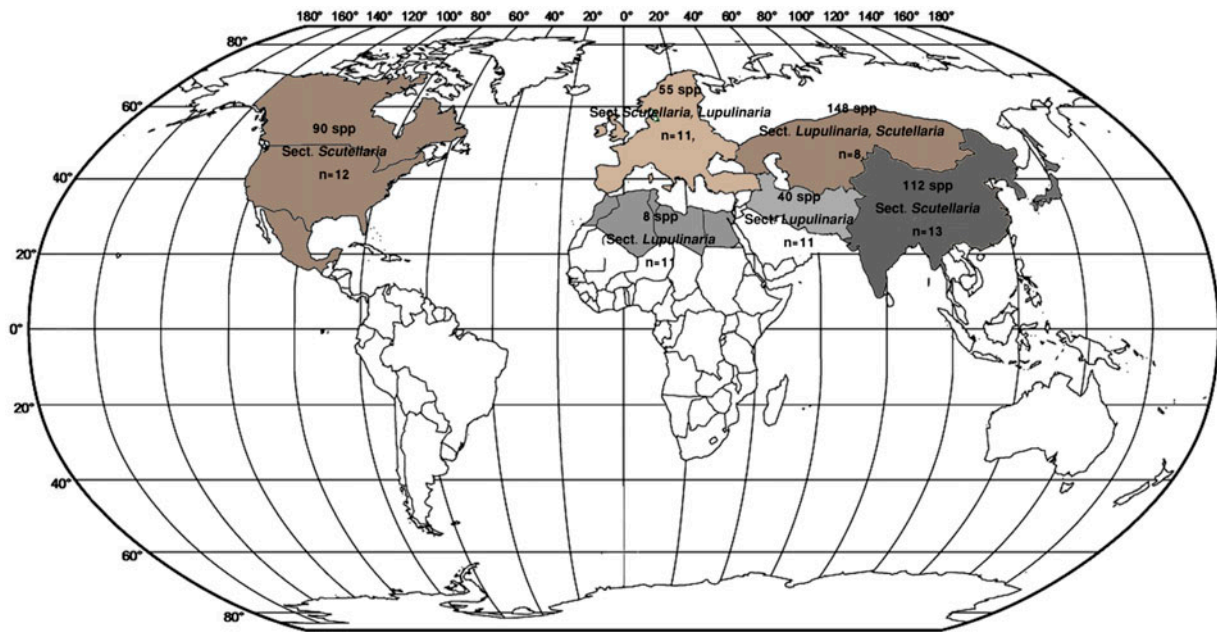 180° 160° 140° 120° 100° 80° 60° 40° 20° 0° 20° 40° 60° 80° 100° 120° 140° 160° 180°
80°
60°
40°
20°
0°
20°
40°
60°
80°
90 spp
Sect. Scutellaria
n=12
55 spp
Sect Scutellaria, Lupulinaria
n=11,
148 spp
Sect. Lupulinaria, Scutellaria
n=8,
8 spp
(Sect. Lupulinaria
n=11
40 spp
Sect Lupulinaria
n=11
112 spp
Sect. Scutellaria
n=13